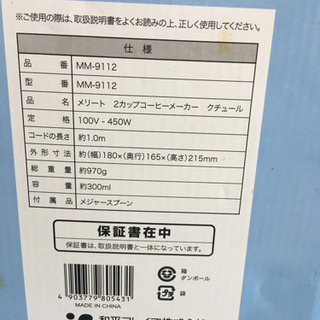 ※ご使用の際は、取扱説明書をよくお読みの上、正しくご使用下さい。
仕様
品番 MM-9112
型番 MM-9112
品名 メリート 2カップコーヒーメーカー クチュール
定格 100V - 450W
コードの長さ 約1.0m
外形寸法 約(幅)180×(奥行)165×(高さ)215mm
総重量 約970g
容量 約300ml
付属品 メジャースプーン
保証書在中
保証書は、取扱説明書と一体になっています。
箱
ダンボール
袋
4 903779 805431
MADE IN CHINA
和平フレイズ株式会社